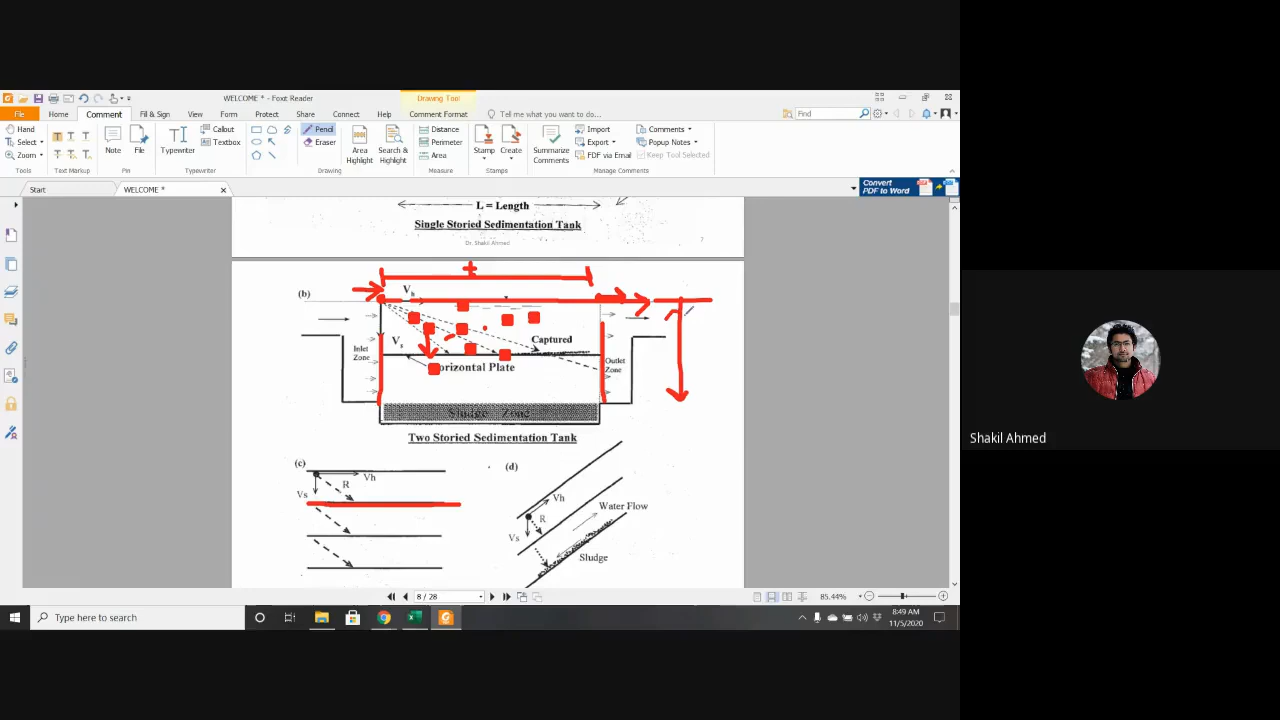 WELCOME * - Foxit Reader
Drawing Tool
File
Home
Comment
Fill & Sign
View
Form
Protect
Share
Connect
Help
Comment Format
Tell me what you want to do...
Find
Hand
Select
Zoom
Tools
T T T
Text Markup
Note
File
Pin
Typewriter
Callout
Textbox
Typewriter
Pencil
Eraser
Drawing
Area Highlight
Search & Highlight
Distance
Perimeter
Area
Measure
Stamp
Create
Stamps
Summarize Comments
Import
Export
FDF via Email
Comments
Popup Notes
Keep Tool Selected
Manage Comments
Start
WELCOME *
Convert PDF to Word
L = Length
Single Storied Sedimentation Tank
Dr. Shakil Ahmed
7
(b)
Vh
Captured
Vs
Inlet Zone
Outlet Zone
Horizontal Plate
Sludge Zone
Two Storied Sedimentation Tank
(c)
Vh
R
Vs
(d)
Vh
R
Vs
Water Flow
Sludge
8 / 28
85.44%
Type here to search
8:49 AM
11/5/2020
Shakil Ahmed